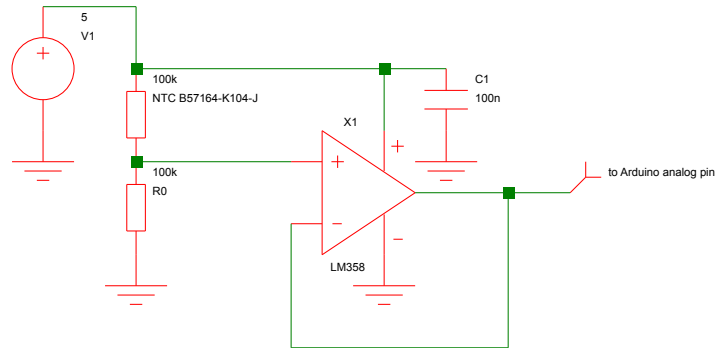 5
V1
100k
NTC B57164-K104-J
C1
100n
X1
100k
R0
to Arduino analog pin
LM358